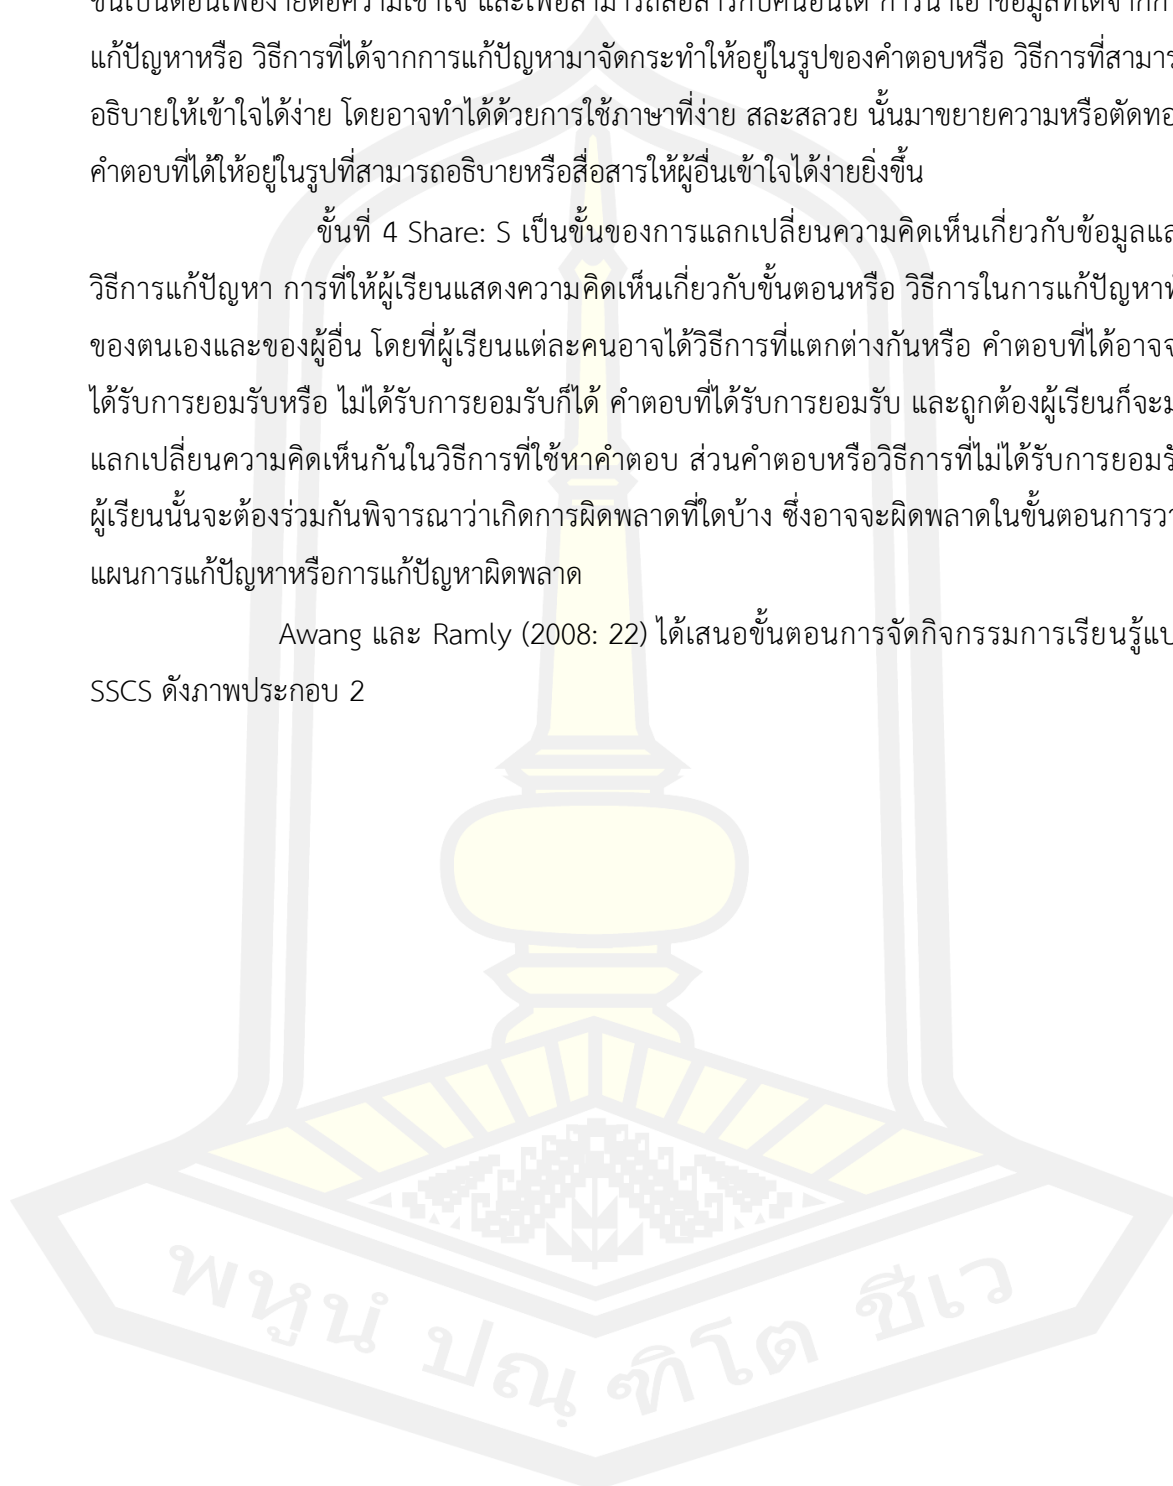 ขั้นเป็นตอนเพื่อง่ายต่อความเข้าใจ และเพื่อสามารถสื่อสารกับคนอื่นได้ การนำเอาข้อมูลที่ได้จากกา
แก้ปัญหาหรือ วิธีการที่ได้จากการแก้ปัญหามาจัดกระทำให้อยู่ในรูปของคำตอบหรือ วิธีการที่สามาร
อธิบายให้เข้าใจได้ง่าย โดยอาจทำได้ด้วยการใช้ภาษาที่ง่าย สละสลวย นั้นมาขยายความหรือตัดทอ
คำตอบที่ได้ให้อยู่ในรูปที่สามารถอธิบายหรือสื่อสารให้ผู้อื่นเข้าใจได้ง่ายยิ่งขึ้น
ขั้นที่ 4 Share: S เป็นขั้นของการแลกเปลี่ยนความคิดเห็นเกี่ยวกับข้อมูลแล
วิธีการแก้ปัญหา การที่ให้ผู้เรียนแสดงความคิดเห็นเกี่ยวกับขั้นตอนหรือ วิธีการในการแก้ปัญหาทั
ของตนเองและของผู้อื่น โดยที่ผู้เรียนแต่ละคนอาจได้วิธีการที่แตกต่างกันหรือ คำตอบที่ได้อาจจ
ได้รับการยอมรับหรือ ไม่ได้รับการยอมรับก็ได้ คำตอบที่ได้รับการยอมรับ และถูกต้องผู้เรียนก็จะม
แลกเปลี่ยนความคิดเห็นกันในวิธีการที่ใช้หาคำตอบ ส่วนคำตอบหรือวิธีการที่ไม่ได้รับการยอมรั
ผู้เรียนนั้นจะต้องร่วมกันพิจารณาว่าเกิดการผิดพลาดที่ใดบ้าง ซึ่งอาจจะผิดพลาดในขั้นตอนการวา
แผนการแก้ปัญหาหรือการแก้ปัญหาผิดพลาด
Awang และ Ramly (2008: 22) ได้เสนอขั้นตอนการจัดกิจกรรมการเรียนรู้แบ
SSCS ดังภาพประกอบ 2
พหูนํ ปณฺฑิโต ชีเว